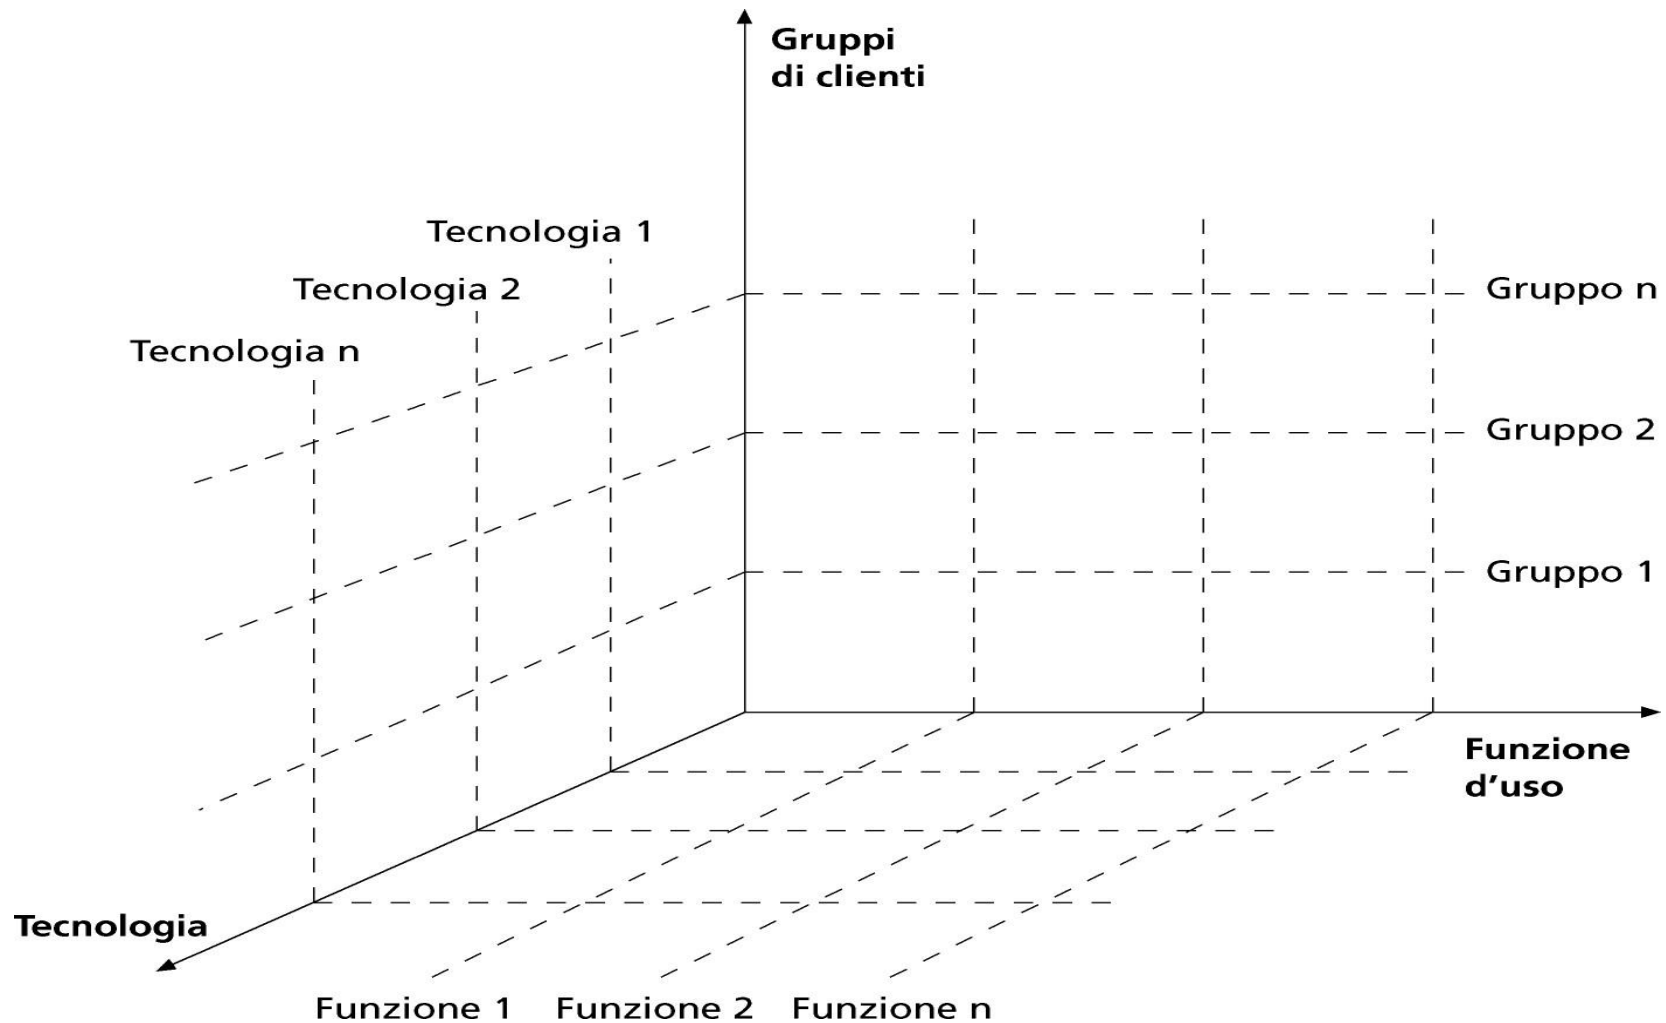 Gruppi
di clienti
Tecnologia 1
Tecnologia 2
Gruppo n
Tecnologia n
Gruppo 2
Gruppo 1
Funzione
d’uso
Tecnologia
Funzione 1
Funzione 2
Funzione n